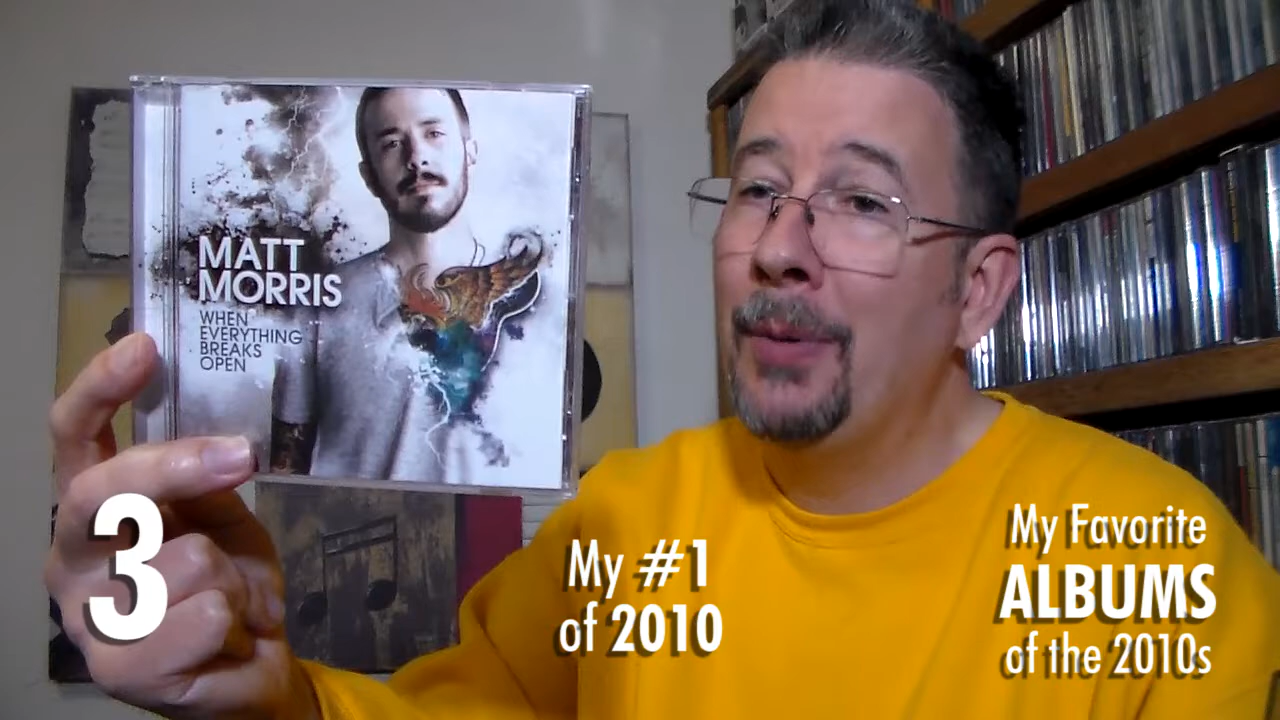 MATT
MORRIS
WHEN
EVERYTHING
BREAKS
OPEN
3
My #1
of 2010
My Favorite
ALBUMS
of the 2010s